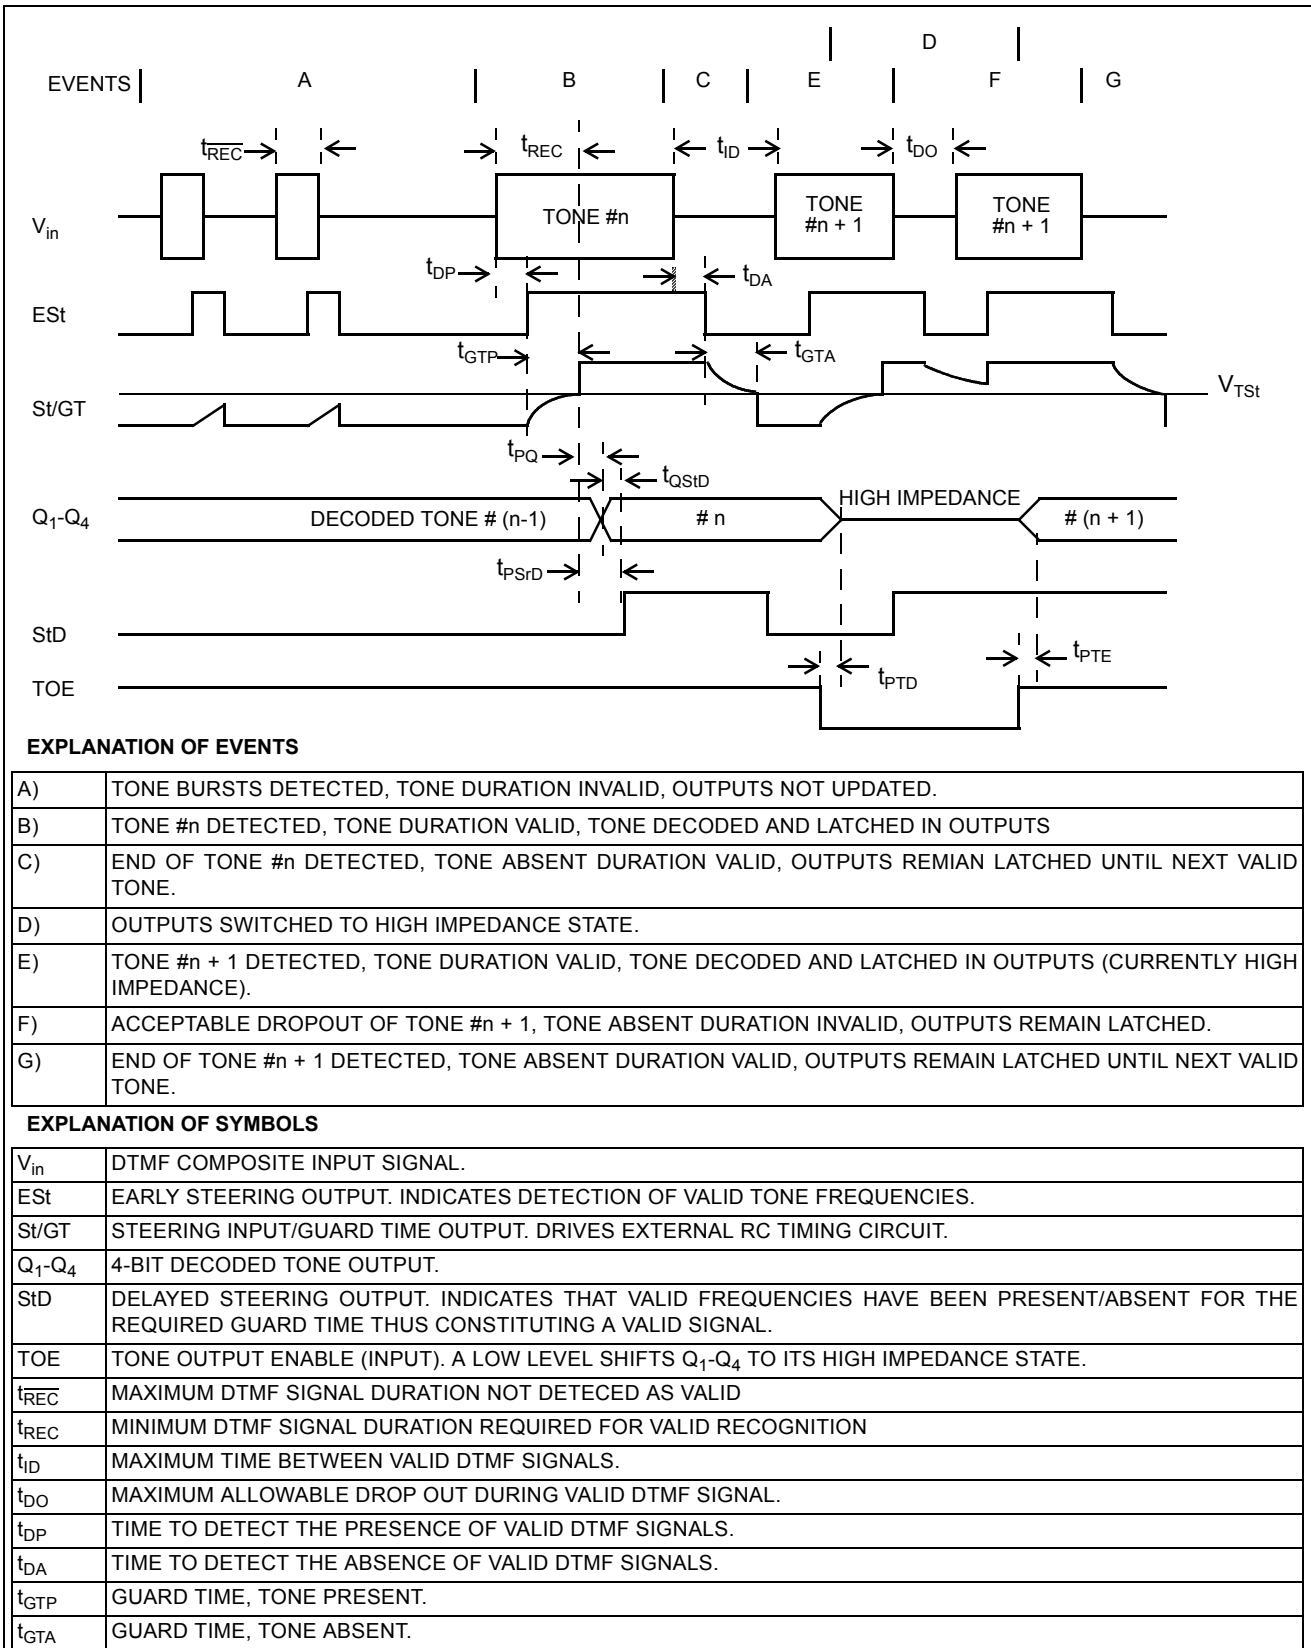 D
EVENTS A B C E F G
tREC tREC tID tDO
Vin TONE #n TONE #n + 1 TONE #n + 1
tDP tDA
ESt
tGTP tGTA
VTSt
St/GT
tPQ
tQStD
HIGH IMPEDANCE
Q1-Q4 DECODED TONE # (n-1) # n # (n + 1)
tPSrD
StD
tPTE
tPTD
TOE
EXPLANATION OF EVENTS
A) TONE BURSTS DETECTED, TONE DURATION INVALID, OUTPUTS NOT UPDATED.
B) TONE #n DETECTED, TONE DURATION VALID, TONE DECODED AND LATCHED IN OUTPUTS
C) END OF TONE #n DETECTED, TONE ABSENT DURATION VALID, OUTPUTS REMIAN LATCHED UNTIL NEXT VALID
TONE.
D) OUTPUTS SWITCHED TO HIGH IMPEDANCE STATE.
E) TONE #n + 1 DETECTED, TONE DURATION VALID, TONE DECODED AND LATCHED IN OUTPUTS (CURRENTLY HIGH
IMPEDANCE).
F) ACCEPTABLE DROPOUT OF TONE #n + 1, TONE ABSENT DURATION INVALID, OUTPUTS REMAIN LATCHED.
G) END OF TONE #n + 1 DETECTED, TONE ABSENT DURATION VALID, OUTPUTS REMAIN LATCHED UNTIL NEXT VALID
TONE.
EXPLANATION OF SYMBOLS
Vin DTMF COMPOSITE INPUT SIGNAL.
ESt EARLY STEERING OUTPUT. INDICATES DETECTION OF VALID TONE FREQUENCIES.
St/GT STEERING INPUT/GUARD TIME OUTPUT. DRIVES EXTERNAL RC TIMING CIRCUIT.
Q1-Q4 4-BIT DECODED TONE OUTPUT.
StD DELAYED STEERING OUTPUT. INDICATES THAT VALID FREQUENCIES HAVE BEEN PRESENT/ABSENT FOR THE
REQUIRED GUARD TIME THUS CONSTITUTING A VALID SIGNAL.
TOE TONE OUTPUT ENABLE (INPUT). A LOW LEVEL SHIFTS Q1-Q4 TO ITS HIGH IMPEDANCE STATE.
tREC MAXIMUM DTMF SIGNAL DURATION NOT DETECED AS VALID
tREC MINIMUM DTMF SIGNAL DURATION REQUIRED FOR VALID RECOGNITION
tID MAXIMUM TIME BETWEEN VALID DTMF SIGNALS.
tDO MAXIMUM ALLOWABLE DROP OUT DURING VALID DTMF SIGNAL.
tDP TIME TO DETECT THE PRESENCE OF VALID DTMF SIGNALS.
tDA TIME TO DETECT THE ABSENCE OF VALID DTMF SIGNALS.
tGTP GUARD TIME, TONE PRESENT.
tGTA GUARD TIME, TONE ABSENT.